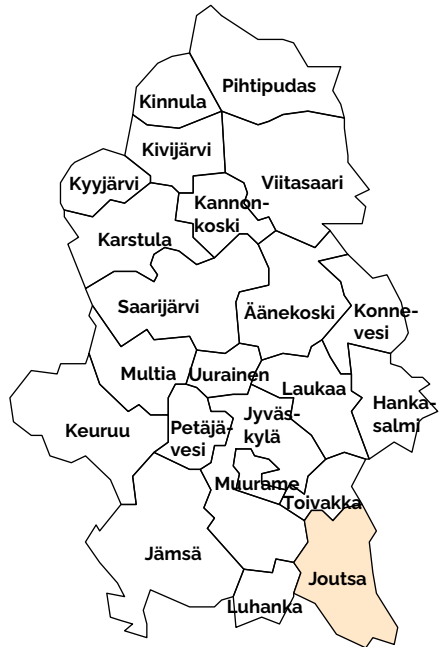 Pihtipudas
Kinnula
Kivijärvi
Kyyjärvi
Viitasaari
Kannon-
koski
Karstula
Saarijärvi
Äänekoski
Konne-
vesi
Multia
Uurainen
Laukaa
Hanka-
salmi
Keuruu
Petäjä-
vesi
Jyväs-
kylä
Muurame
Toivakka
Jämsä
Joutsa
Luhanka